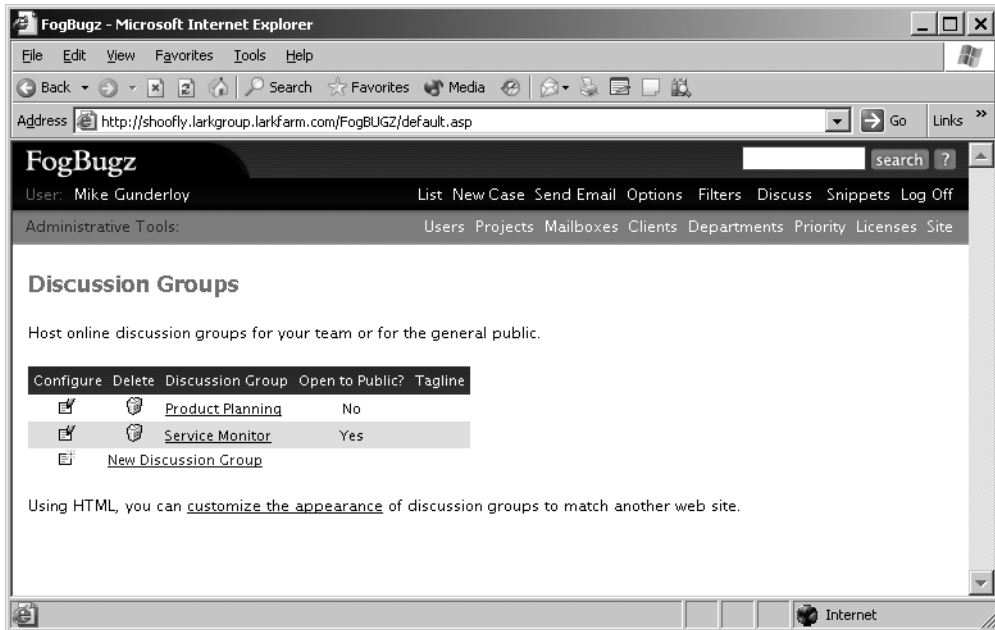 FogBugz - Microsoft Internet Explorer
File Edit View Favorites Tools Help
Back Search Favorites Media
Address http://shoofly.larkgroup.larkfarm.com/FogBUGZ/default.asp Go Links »
FogBugz search ?
User: Mike Gunderloy List New Case Send Email Options Filters Discuss Snippets Log Off
Administrative Tools: Users Projects Mailboxes Clients Departments Priority Licenses Site
Discussion Groups
Host online discussion groups for your team or for the general public.
Configure Delete Discussion Group Open to Public? Tagline
Product Planning No
Service Monitor Yes
New Discussion Group
Using HTML, you can customize the appearance of discussion groups to match another web site.
Internet